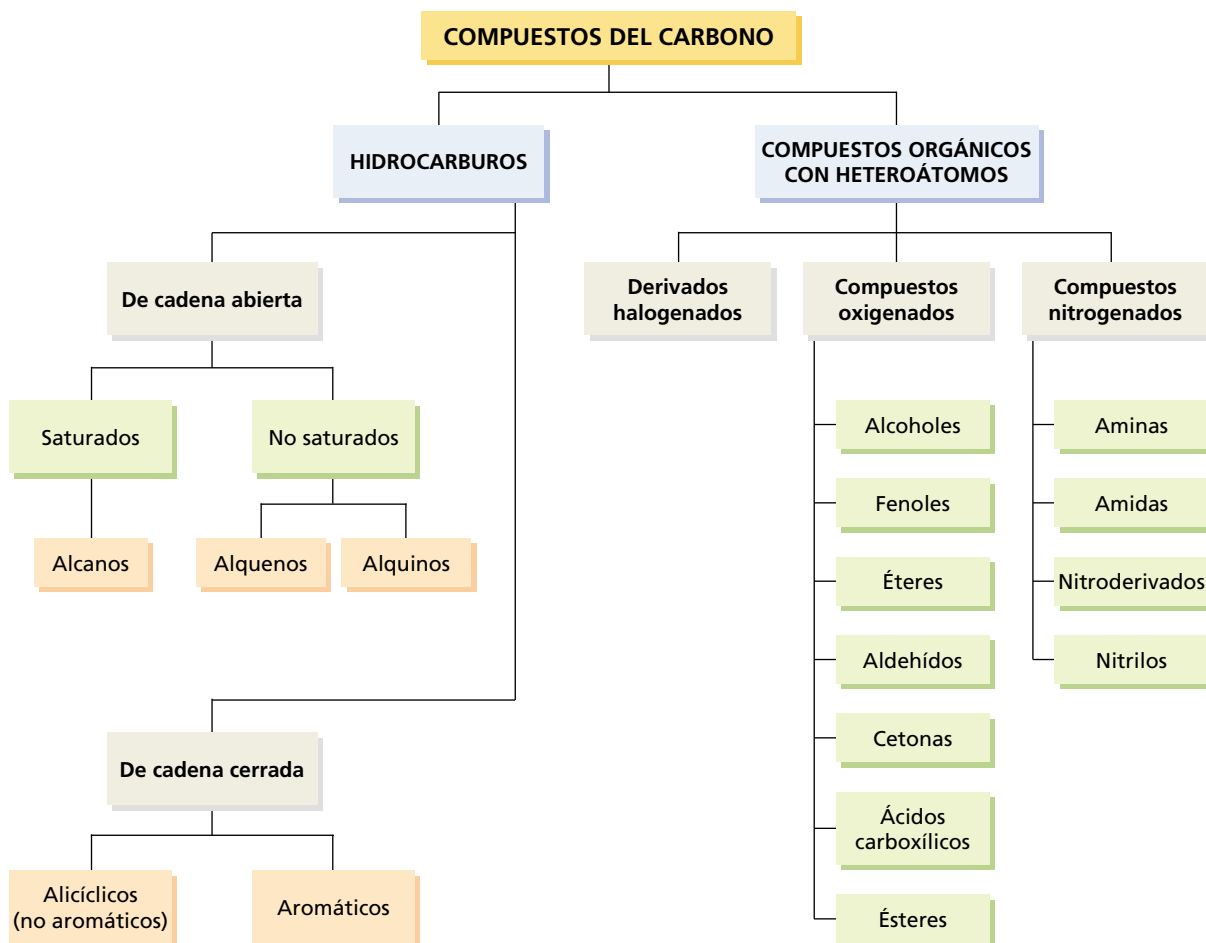 COMPUESTOS DEL CARBONO
HIDROCARBUROS
COMPUESTOS ORGÁNICOS
CON HETEROÁTOMOS
De cadena abierta
Derivados
halogenados
Compuestos
oxigenados
Compuestos
nitrogenados
Saturados
No saturados
Alcanos
Alquenos
Alquinos
De cadena cerrada
Alicíclicos
(no aromáticos)
Aromáticos
Alcoholes
Fenoles
Éteres
Aldehídos
Cetonas
Ácidos
carboxílicos
Ésteres
Aminas
Amidas
Nitroderivados
Nitrilos